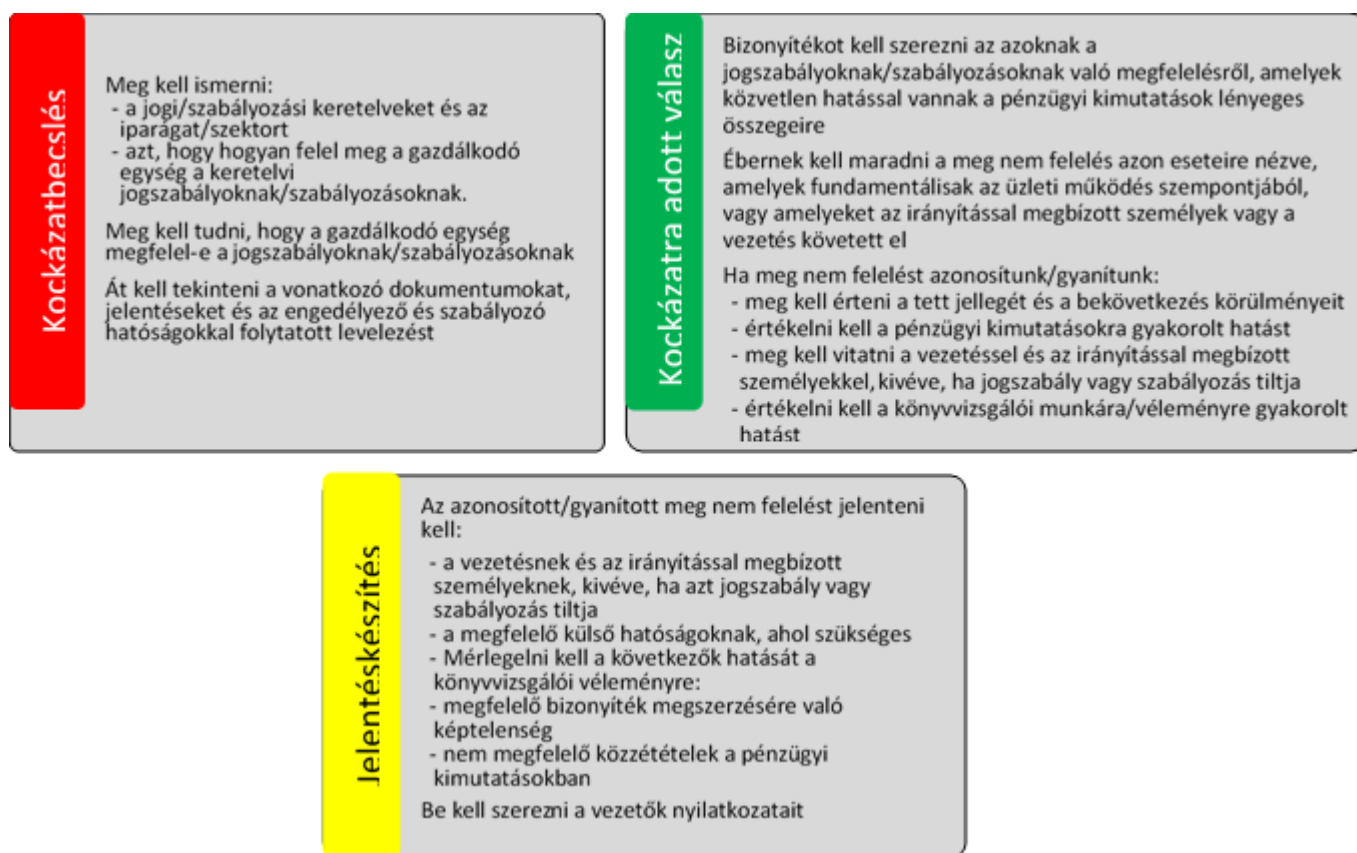 Kockázatbecslés
Meg kell ismerni:
- a jogi/szabályozási keretelveket és az
iparágat/szektort
- azt, hogy hogyan felel meg a gazdálkodó
egység a keretelvi
jogszabályoknak/szabályozásoknak.
Meg kell tudni, hogy a gazdálkodó egység
megfelel-e a jogszabályoknak/szabályozásoknak
Át kell tekinteni a vonatkozó dokumentumokat,
jelentéseket és az engedélyező és szabályozó
hatóságokkal folytatott levelezést
Kockázatra adott válasz
Bizonyítékot kell szerezni az azoknak a
jogszabályoknak/szabályozásoknak való megfelelésről, amelyek
közvetlen hatással vannak a pénzügyi kimutatások lényeges
összegeire
Ébernek kell maradni a meg nem felelés azon eseteire nézve,
amelyek fundamentálisak az üzleti működés szempontjából,
vagy amelyeket az irányítással megbízott személyek vagy a
vezetés követett el
Ha meg nem felelést azonosítunk/gyanítunk:
- meg kell érteni a tett jellegét és a bekövetkezés körülményeit
- értékelni kell a pénzügyi kimutatásokra gyakorolt hatást
- meg kell vitatni a vezetéssel és az irányítással megbízott
személyekkel, kivéve, ha jogszabály vagy szabályozás tiltja
- értékelni kell a könyvvizsgálói munkára/véleményre gyakorolt
hatást
Jelentéskészítés
Az azonosított/gyanított meg nem felelést jelenteni
kell:
- a vezetésnek és az irányítással megbízott
személyeknek, kivéve, ha azt jogszabály vagy
szabályozás tiltja
- a megfelelő külső hatóságoknak, ahol szükséges
- Mérlegelni kell a következők hatását a
könyvvizsgálói véleményre:
- megfelelő bizonyíték megszerzésére való
képtelenség
- nem megfelelő közzétételek a pénzügyi
kimutatásokban
Be kell szerezni a vezetők nyilatkozatait